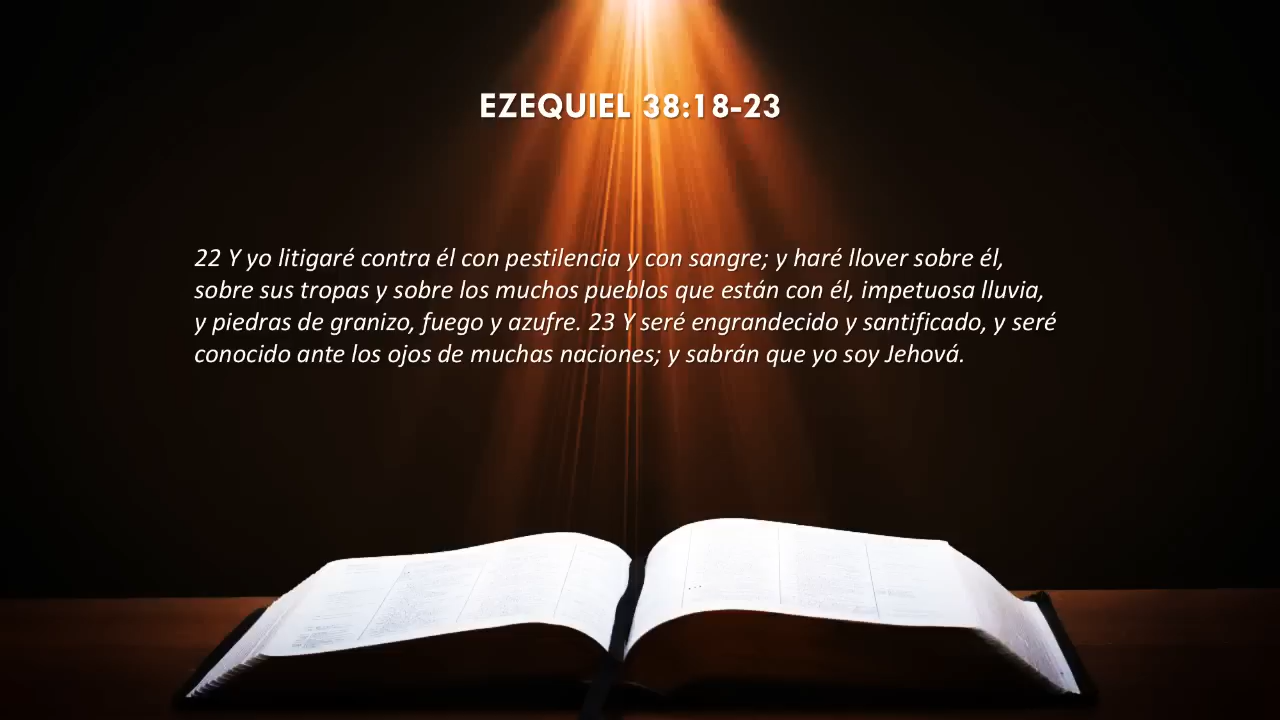 EZEQUIEL 38:18-23
22 Y yo litigaré contra él con pestilencia y con sangre; y haré llover sobre él,
sobre sus tropas y sobre los muchos pueblos que están con él, impetuosa lluvia,
y piedras de granizo, fuego y azufre. 23 Y seré engrandecido y santificado, y seré
conocido ante los ojos de muchas naciones; y sabrán que yo soy Jehová.